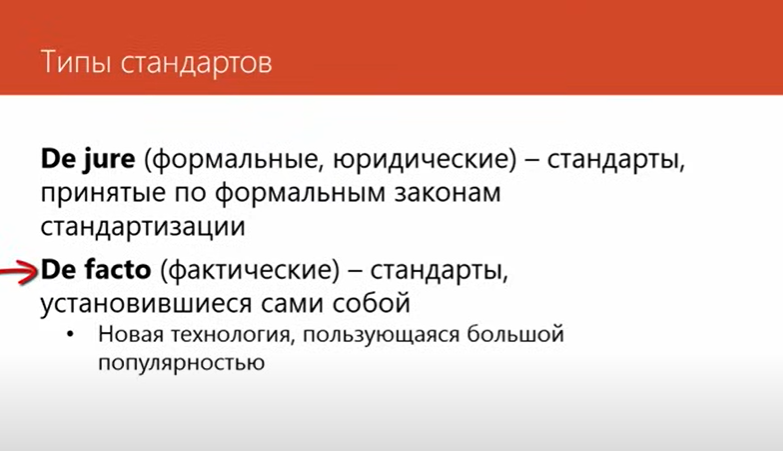 Типы стандартов
De jure (формальные, юридические) – стандарты,
принятые по формальным законам
стандартизации
De facto (фактические) – стандарты,
установившиеся сами собой
• Новая технология, пользующаяся большой
популярностью